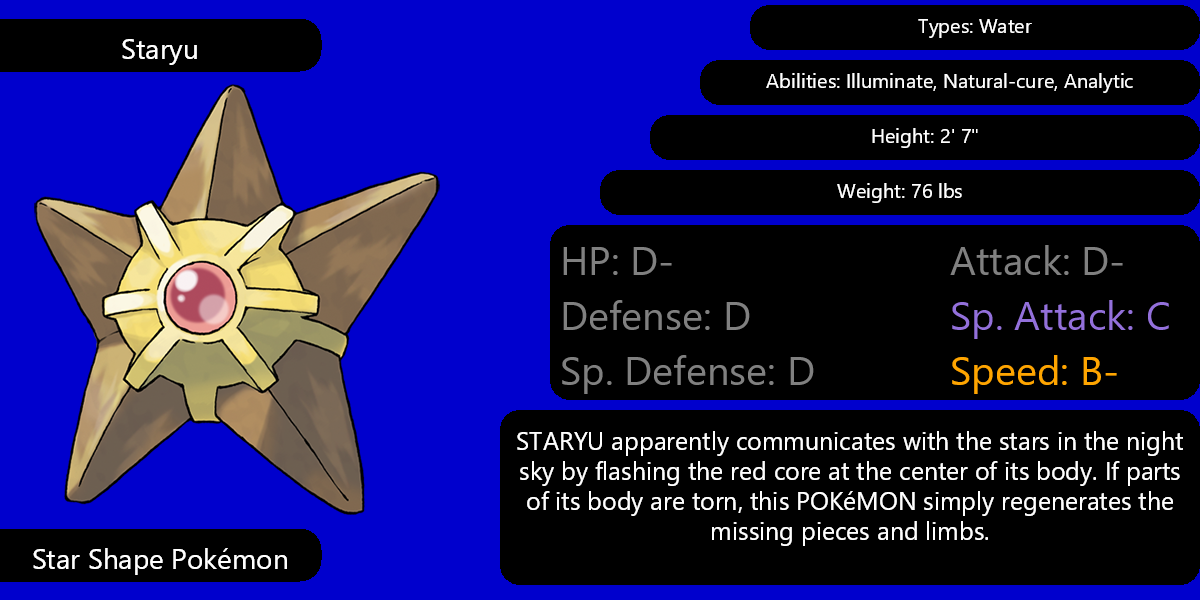 Staryu
Types: Water
Abilities: Illuminate, Natural-cure, Analytic
Height: 2' 7"
Weight: 76 lbs
HP: D-
Attack: D-
Defense: D
Sp. Attack: C
Sp. Defense: D
Speed: B-
STARYU apparently communicates with the stars in the night
sky by flashing the red core at the center of its body. If parts
of its body are torn, this POKéMON simply regenerates the
missing pieces and limbs.
Star Shape Pokémon